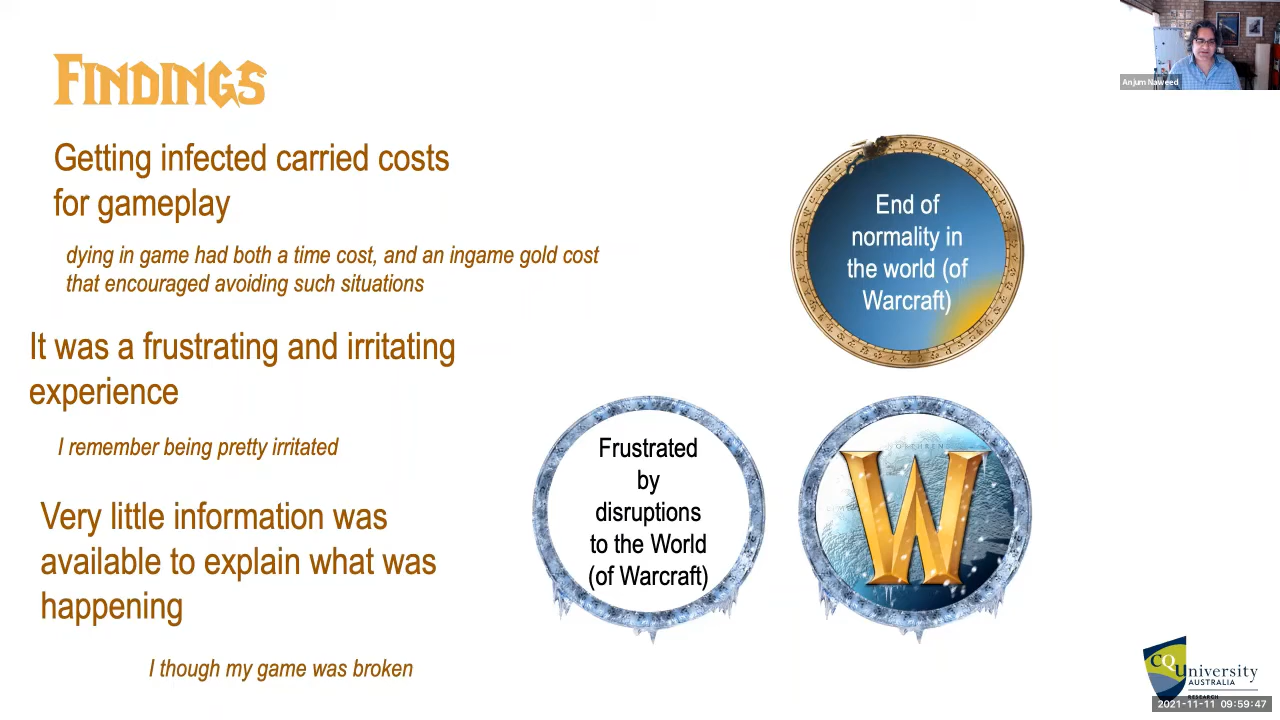 FINDINGS
Getting infected carried costs
for gameplay
dying in game had both a time cost, and an ingame gold cost
that encouraged avoiding such situations
It was a frustrating and irritating
experience
I remember being pretty irritated
Very little information was
available to explain what was
happening
I though my game was broken
End of
normality in
the world (of
Warcraft)
Frustrated
by
disruptions
to the World
(of Warcraft)
W
Anjum Naweed
CQUniversity
AUSTRALIA
RESEARCH
2021-11-11 09:59:47